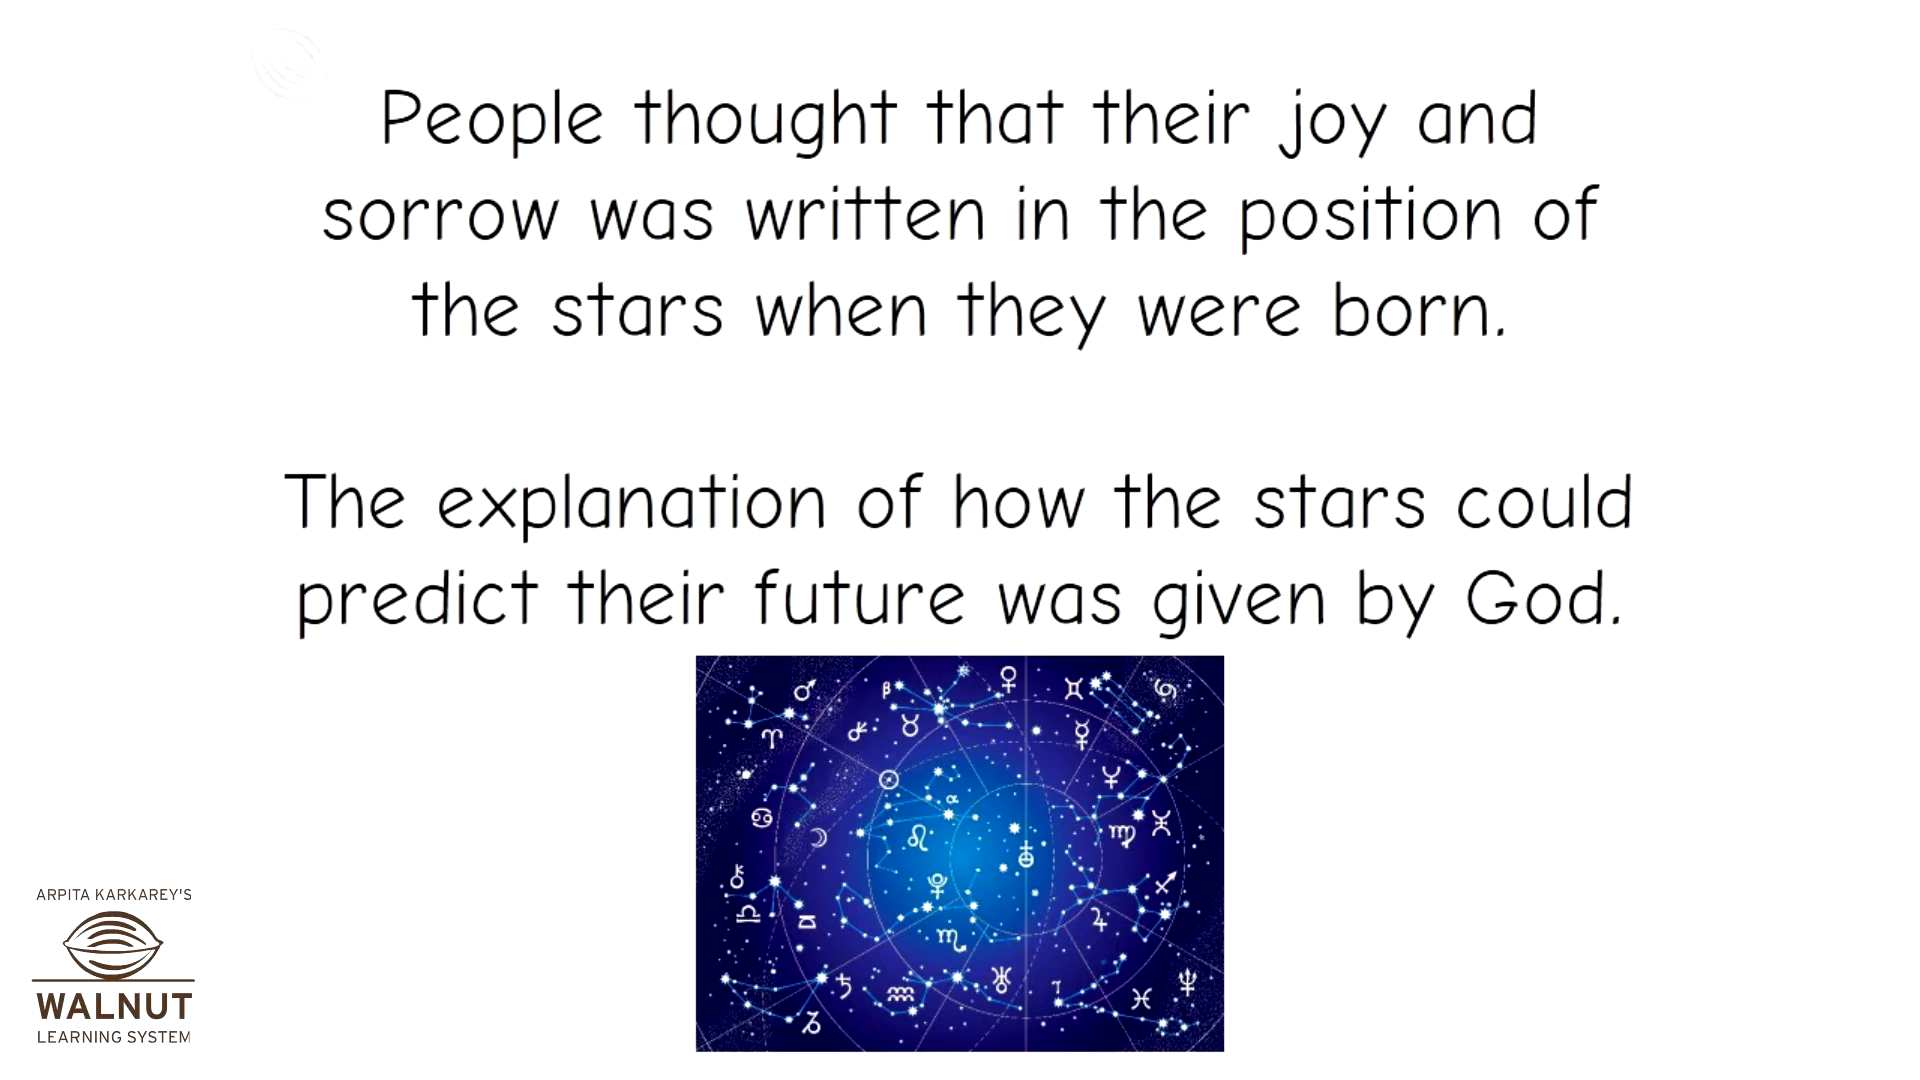 People thought that their joy and
sorrow was written in the position of
the stars when they were born.
The explanation of how the stars could
predict their future was given by God.
ARPITA KARKAREY'S
WALNUT
LEARNING SYSTEM